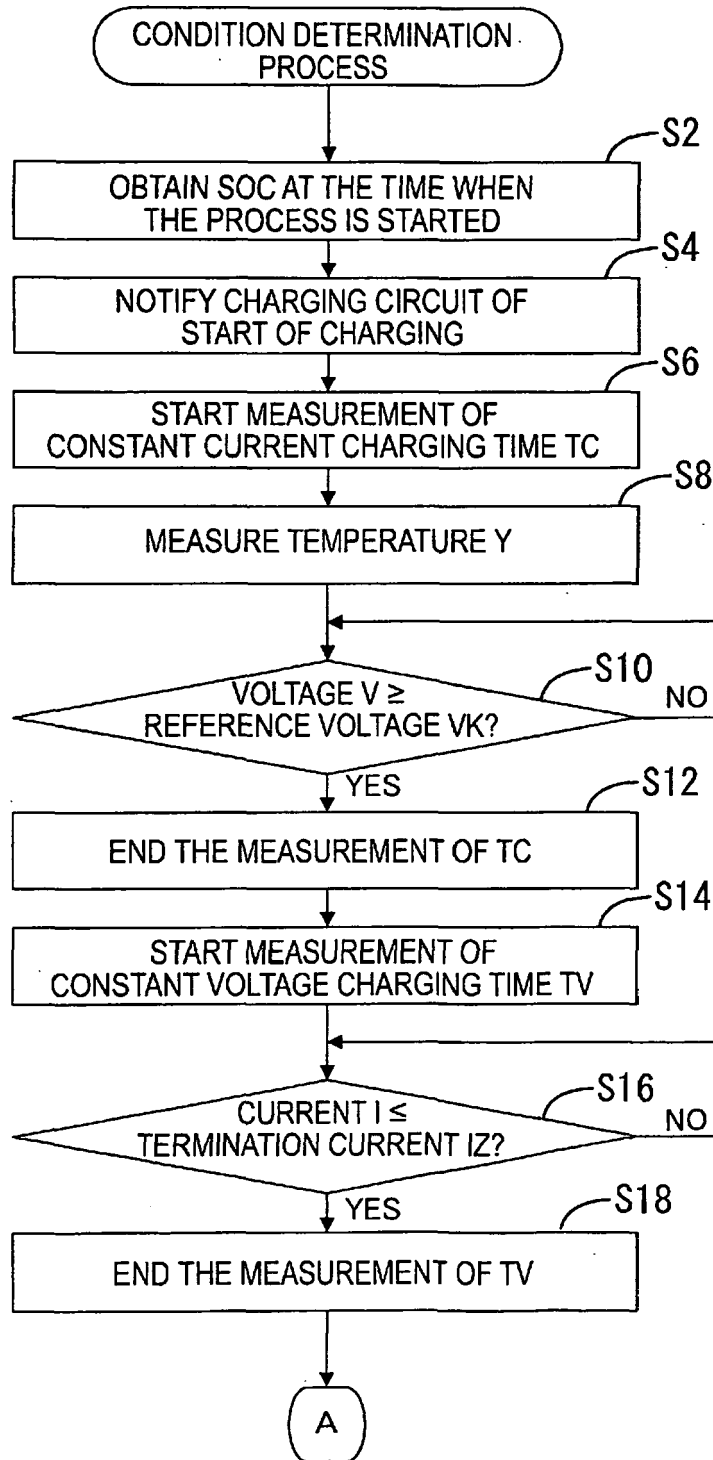 CONDITION DETERMINATION
PROCESS
S2
OBTAIN SOC AT THE TIME WHEN
THE PROCESS IS STARTED
S4
NOTIFY CHARGING CIRCUIT OF
START OF CHARGING
S6
START MEASUREMENT OF
CONSTANT CURRENT CHARGING TIME TC
S8
MEASURE TEMPERATURE Y
S10
VOLTAGE V ≥
REFERENCE VOLTAGE VK?
NO
YES
S12
END THE MEASUREMENT OF TC
S14
START MEASUREMENT OF
CONSTANT VOLTAGE CHARGING TIME TV
S16
CURRENT I ≤
TERMINATION CURRENT IZ?
NO
YES
S18
END THE MEASUREMENT OF TV
A